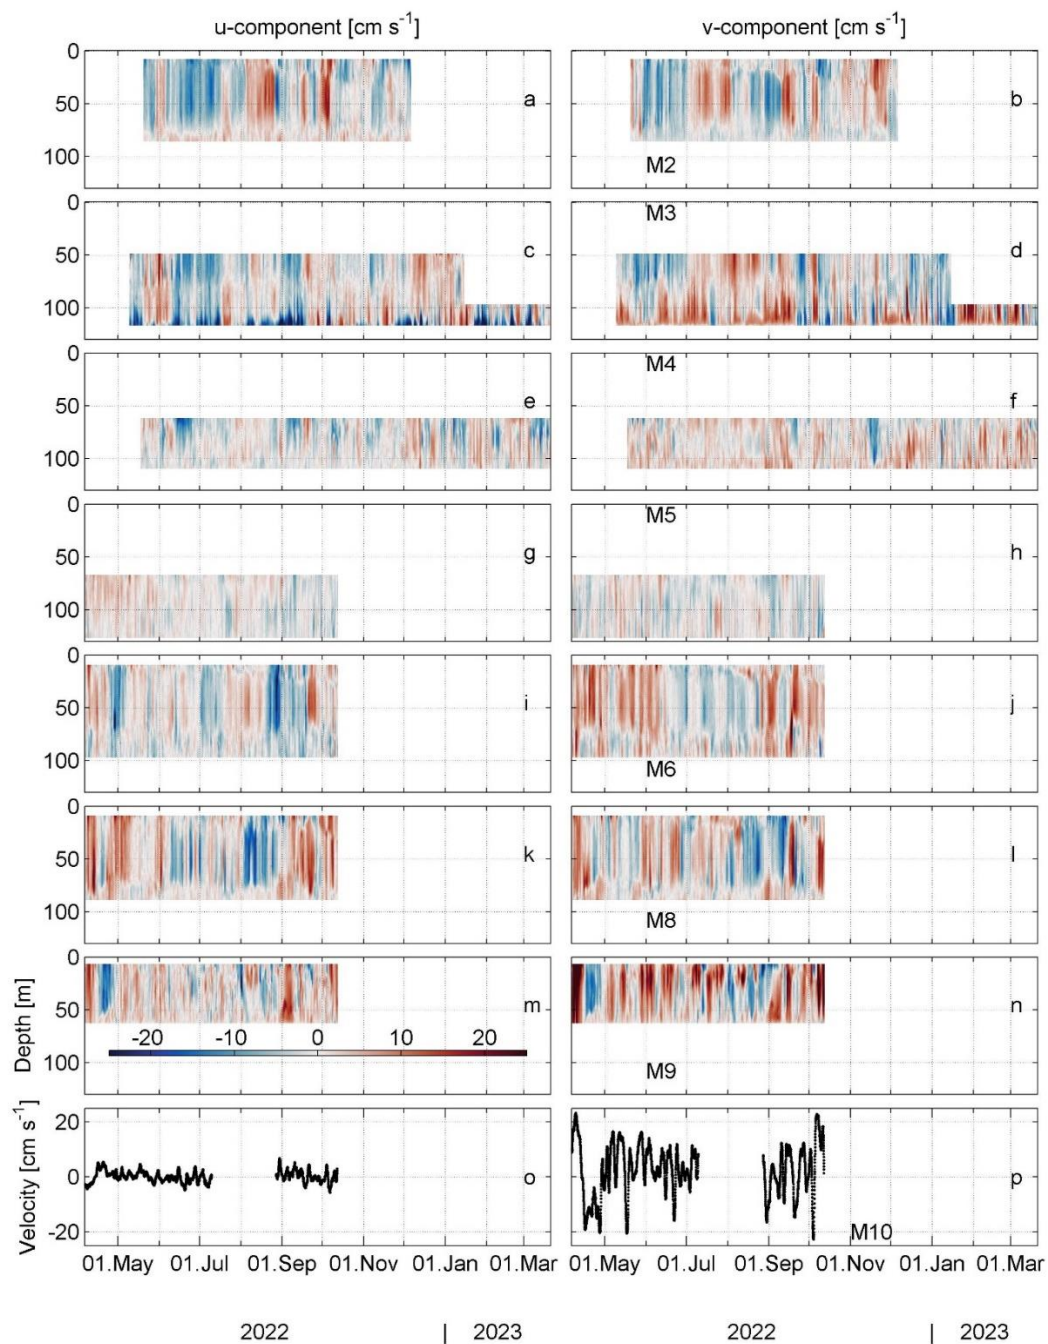 u-component [cm s⁻¹] v-component [cm s⁻¹]
0 50 100 a b M2
0 50 100 c M3 d
0 50 100 e M4 f
0 50 100 g M5 h
0 50 100 i j M6
0 50 100 k l M8
Depth [m] 0 50 100 m -20 -10 0 10 20 n M9
Velocity [cm s⁻¹] 20 0 -20 o p M10
01.May 01.Jul 01.Sep 01.Nov 01.Jan 01.Mar 01.May 01.Jul 01.Sep 01.Nov 01.Jan 01.Mar
2022 | 2023 2022 | 2023